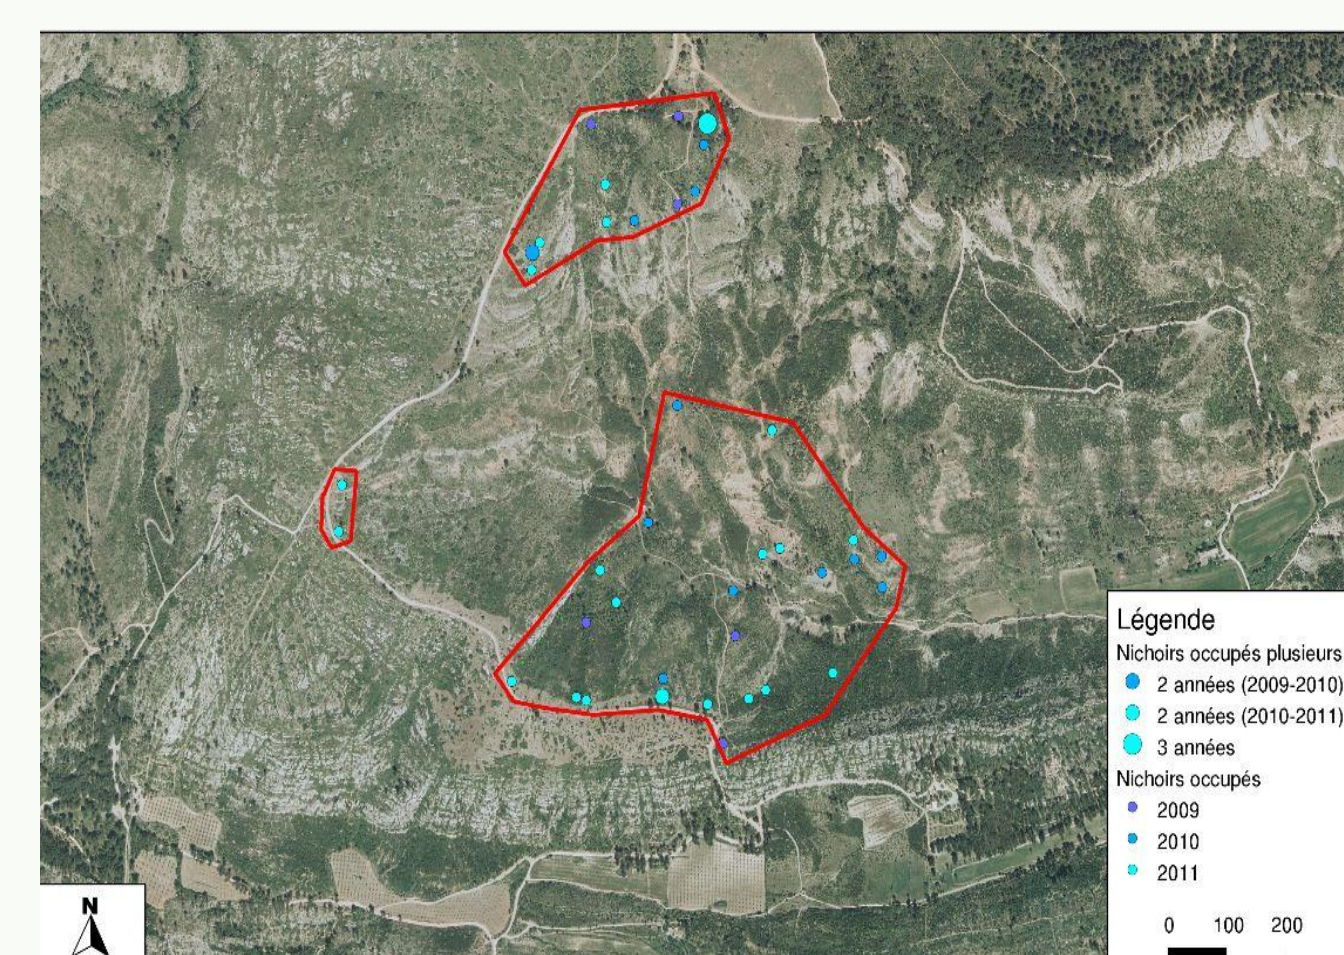 Légende
Nichoirs occupés plusieurs
2 années (2009-2010)
2 années (2010-2011)
3 années
Nichoirs occupés
2009
2010
2011
0 100 200
N